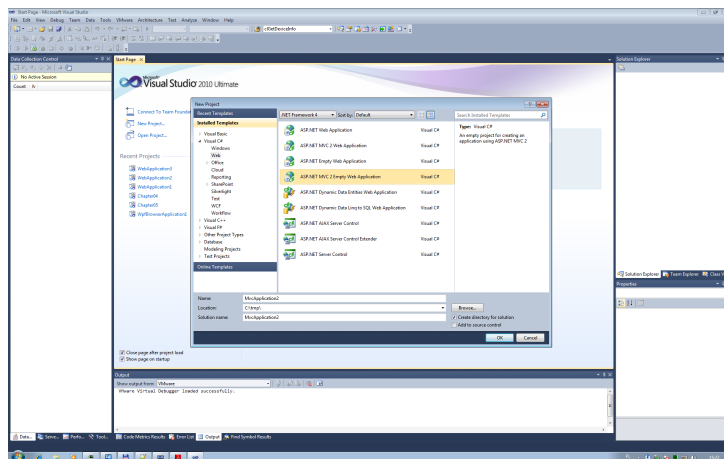 Start Page - Microsoft Visual Studio
File Edit View Debug Team Data Tools VMware Architecture Test Analyze Window Help
clGetDeviceInfo
Data Collection Control
Start Page
Solution Explorer
No Active Session
Count
Microsoft
Visual Studio 2010 Ultimate
Connect To Team Founda
New Project...
Open Project...
Recent Projects
WebApplication3
WebApplication2
WebApplication1
Chapter04
Chapter05
WpfBrowserApplication1
New Project
Recent Templates
.NET Framework 4
Sort by: Default
Search Installed Templates
Installed Templates
Visual Basic
Visual C#
Windows
Web
Office
Cloud
Reporting
SharePoint
Silverlight
Test
WCF
Workflow
Visual C++
Visual F#
Other Project Types
Database
Modeling Projects
Test Projects
Online Templates
ASP.NET Web Application Visual C#
ASP.NET MVC 2 Web Application Visual C#
ASP.NET Empty Web Application Visual C#
ASP.NET MVC 2 Empty Web Application Visual C#
ASP.NET Dynamic Data Entities Web Application Visual C#
ASP.NET Dynamic Data Linq to SQL Web Application Visual C#
ASP.NET AJAX Server Control Visual C#
ASP.NET AJAX Server Control Extender Visual C#
ASP.NET Server Control Visual C#
Type: Visual C#
An empty project for creating an
application using ASP.NET MVC 2
Name: MvcApplication2
Location: C:\tmp\
Browse...
Solution name: MvcApplication2
Create directory for solution
Add to source control
OK Cancel
Close page after project load
Show page on startup
Solution Explorer Team Explorer Class V
Properties
Output
Show output from: VMware
VMware Virtual Debugger loaded successfully.
Data... Serve... Perfo... Tool...
Code Metrics Results Error List Output Find Symbol Results